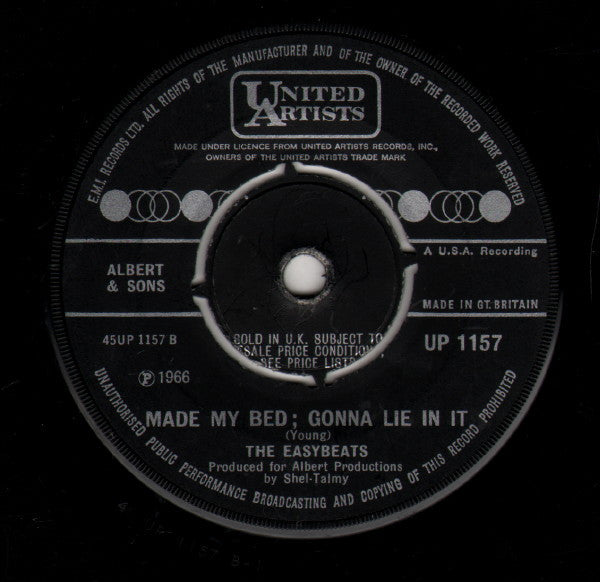 E.M.I. RECORDS LTD. ALL RIGHTS OF THE MANUFACTURER AND OF THE OWNER OF THE RECORDED WORK RESERVED
UNITED
ARTISTS
MADE UNDER LICENCE FROM UNITED ARTISTS RECORDS, INC.,
OWNERS OF THE UNITED ARTISTS TRADE MARK
ALBERT
& SONS
A U.S.A. Recording
MADE IN GT. BRITAIN
45UP 1157 B
SOLD IN U.K. SUBJECT TO
RESALE PRICE CONDITIONS
SEE PRICE LISTS
UP 1157
Ⓟ 1966
MADE MY BED; GONNA LIE IN IT
(Young)
THE EASYBEATS
Produced for Albert Productions
by Shel-Talmy
UNAUTHORISED PUBLIC PERFORMANCE BROADCASTING AND COPYING OF THIS RECORD PROHIBITED